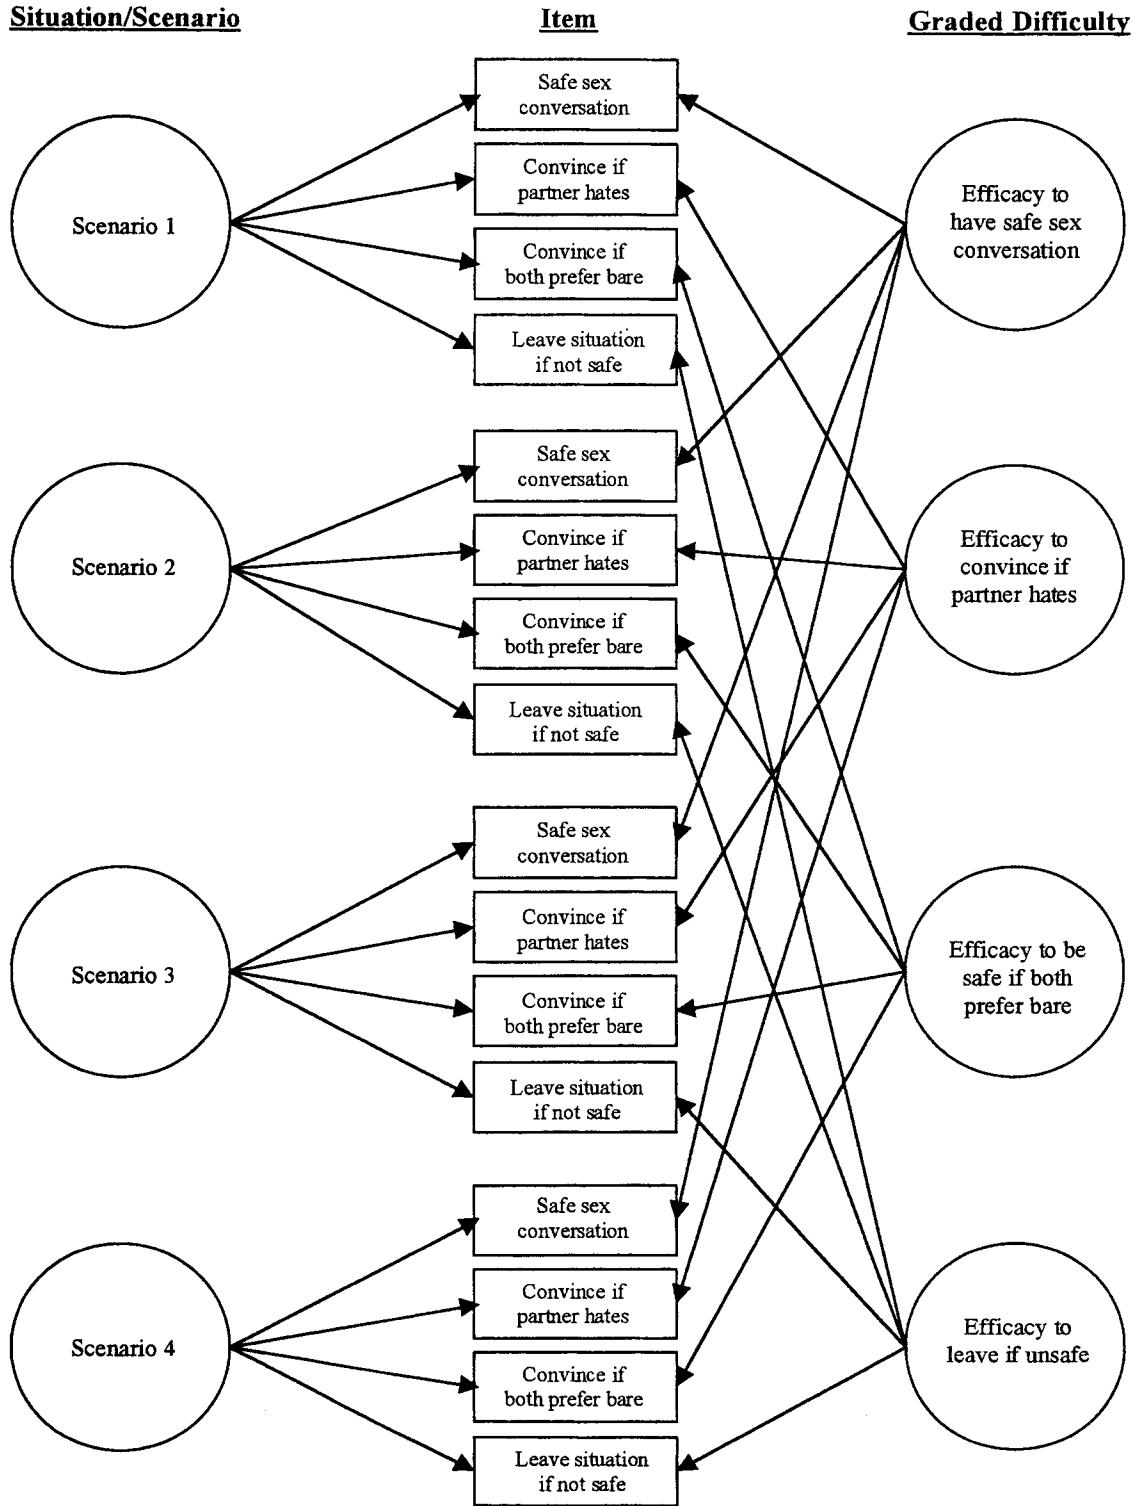 Situation/Scenario
Item
Graded Difficulty
Safe sex
conversation
Convince if
partner hates
Convince if
both prefer bare
Leave situation
if not safe
Scenario 1
Efficacy to
have safe sex
conversation
Safe sex
conversation
Convince if
partner hates
Convince if
both prefer bare
Leave situation
if not safe
Scenario 2
Efficacy to
convince if
partner hates
Safe sex
conversation
Convince if
partner hates
Convince if
both prefer bare
Leave situation
if not safe
Scenario 3
Efficacy to be
safe if both
prefer bare
Safe sex
conversation
Convince if
partner hates
Convince if
both prefer bare
Leave situation
if not safe
Scenario 4
Efficacy to
leave if unsafe